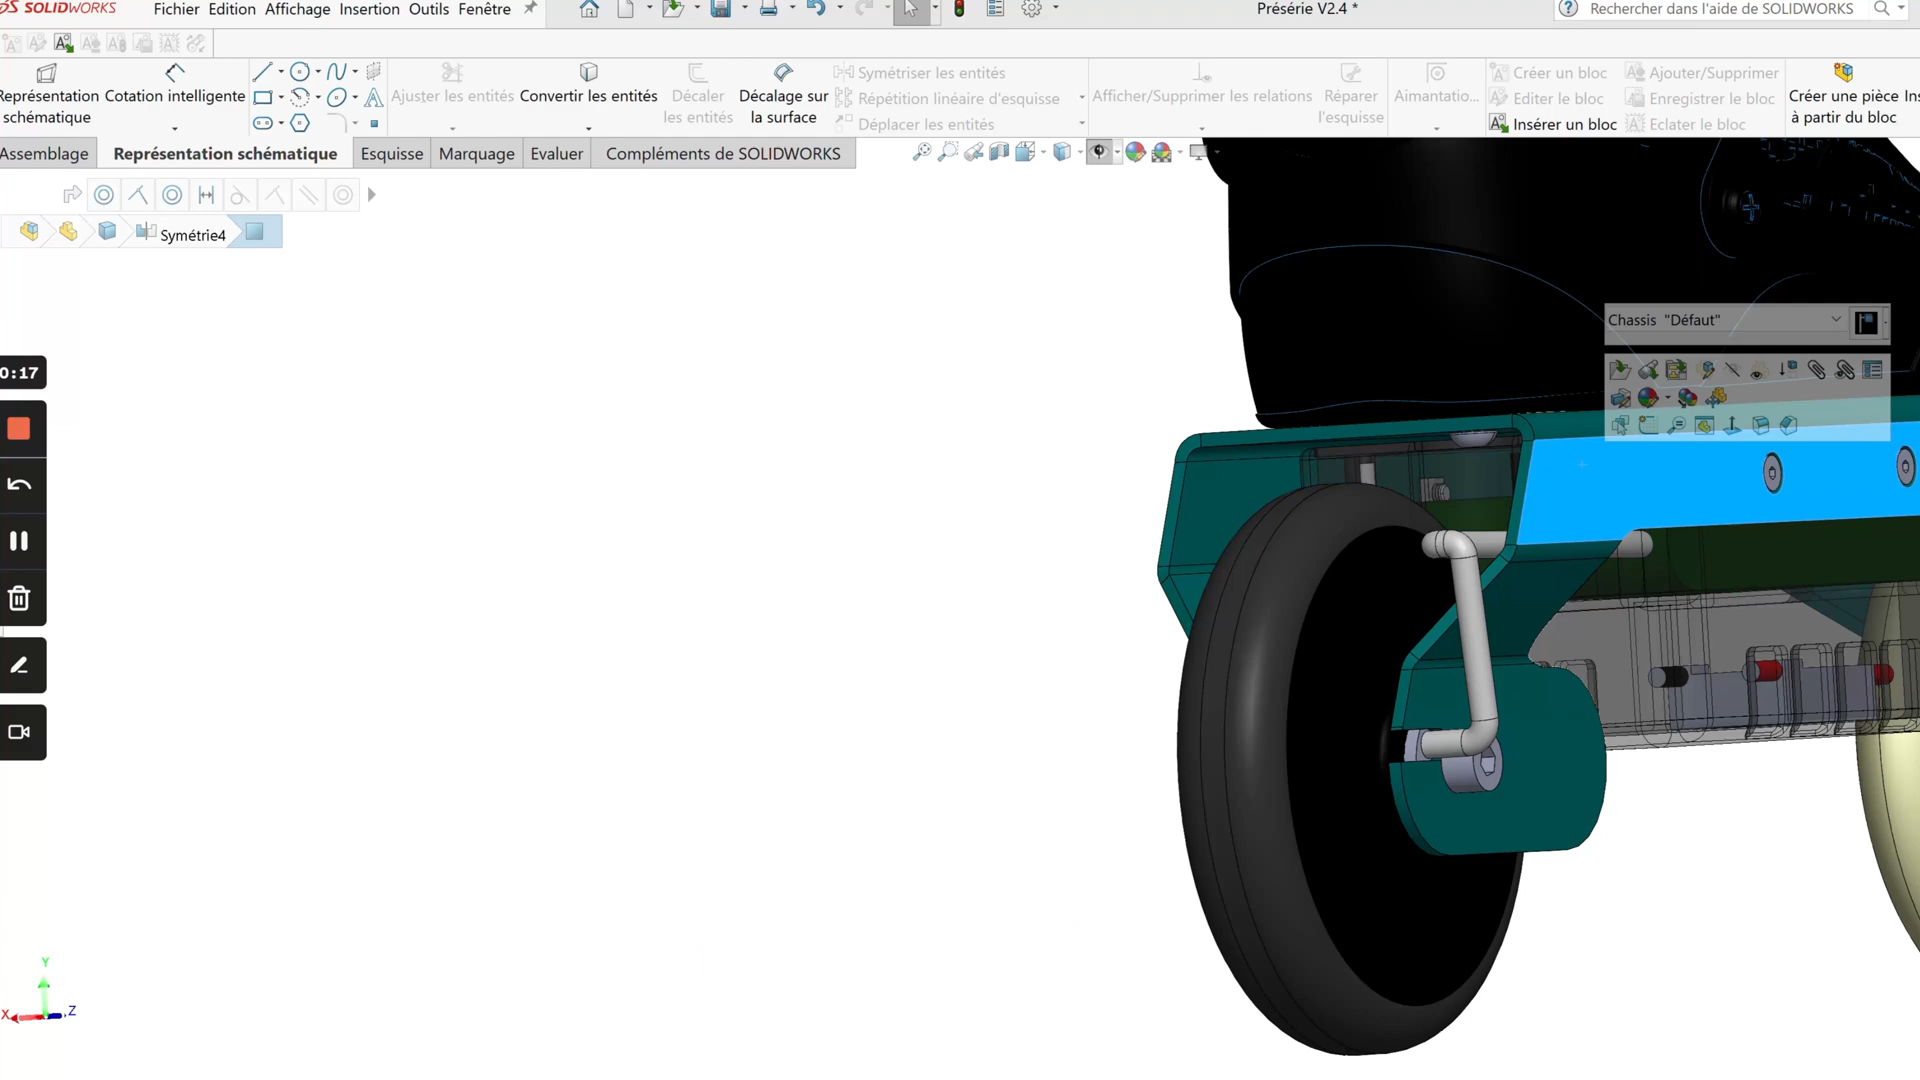 SOLIDWORKS Fichier Edition Affichage Insertion Outils Fenêtre Présérie V2.4 * Rechercher dans l'aide de SOLIDWORKS
Représentation schématique
Cotation intelligente
Ajuster les entités
Convertir les entités
Décaler les entités
Décalage sur la surface
Symétriser les entités
Répétition linéaire d'esquisse
Déplacer les entités
Afficher/Supprimer les relations
Réparer l'esquisse
Aimantatio...
Créer un bloc
Editer le bloc
Insérer un bloc
Ajouter/Supprimer
Enregistrer le bloc
Eclater le bloc
Créer une pièce à partir du bloc
Ins
Assemblage Représentation schématique Esquisse Marquage Evaluer Compléments de SOLIDWORKS
Symétrie4
Chassis "Défaut"
0:17
Y
X
Z